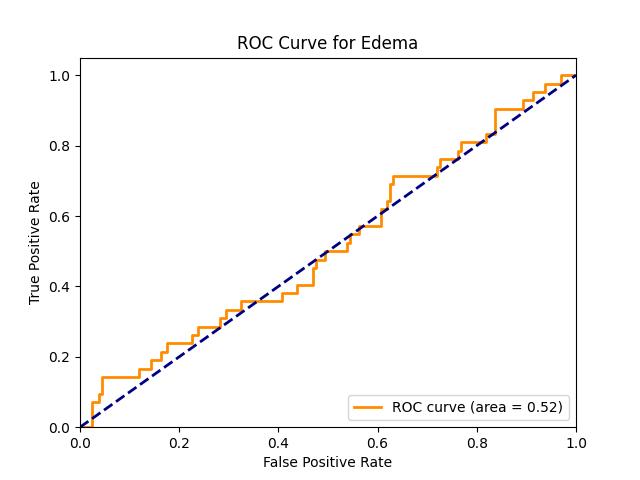 ROC Curve for Edema
True Positive Rate
1.0
0.8
0.6
0.4
0.2
0.0
0.0 0.2 0.4 0.6 0.8 1.0
False Positive Rate
ROC curve (area = 0.52)